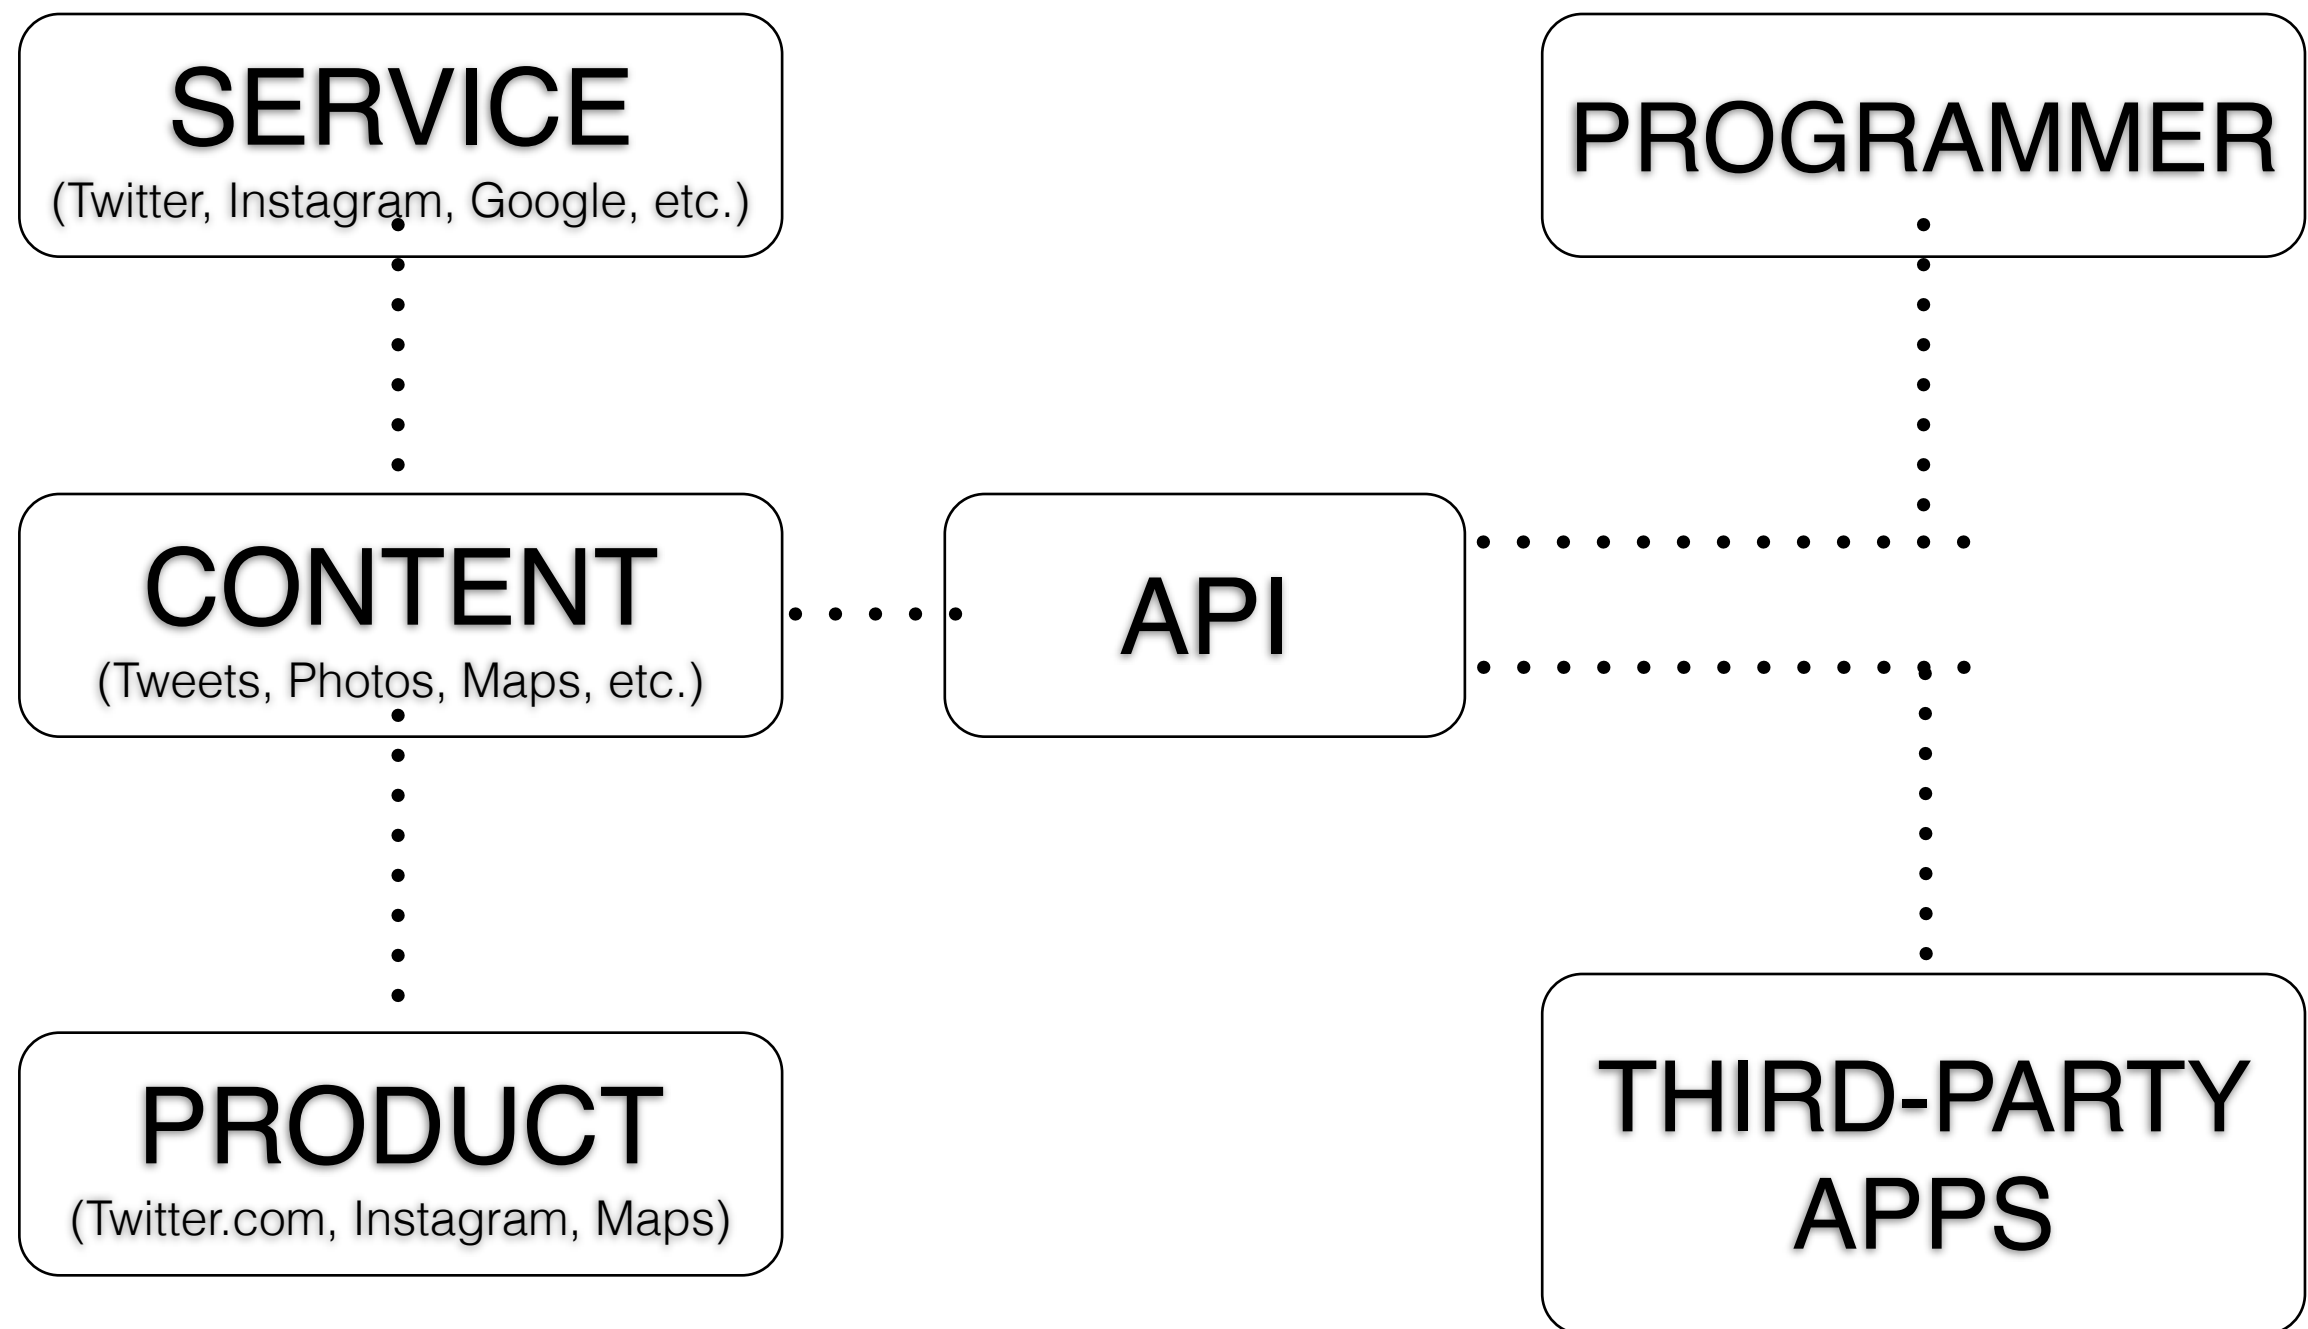 SERVICE
(Twitter, Instagram, Google, etc.)
PROGRAMMER
CONTENT
(Tweets, Photos, Maps, etc.)
API
PRODUCT
(Twitter.com, Instagram, Maps)
THIRD-PARTY
APPS